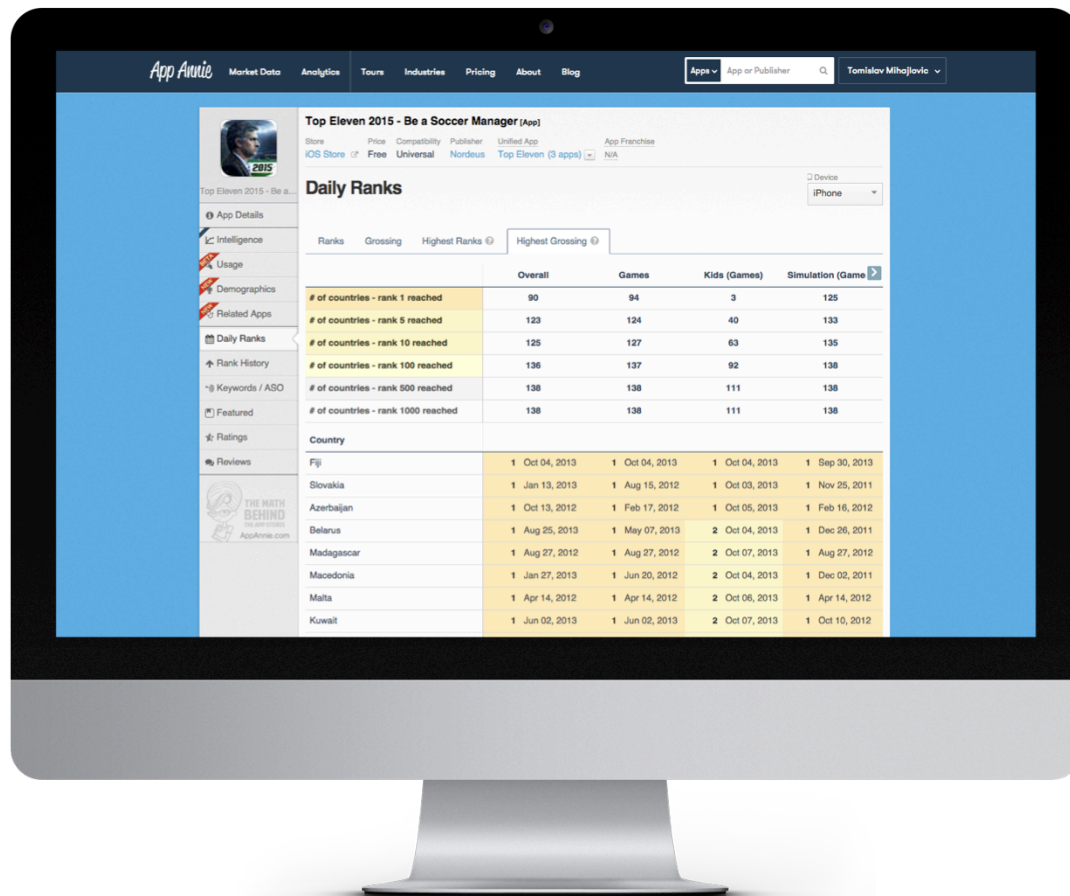 App Annie Market Data Analytics Tours Industries Pricing About Blog Apps App or Publisher Tomislav Mihajlovic
2015
Top Eleven 2015 - Be a...
App Details
Intelligence
BETA Usage
BETA Demographics
BETA Related Apps
Daily Ranks
Rank History
Keywords / ASO
Featured
Ratings
Reviews
THE MATH
BEHIND
THE APP STORES
AppAnnie.com
Top Eleven 2015 - Be a Soccer Manager [App]
Store Price Compatibility Publisher Unified App App Franchise
iOS Store Free Universal Nordeus Top Eleven (3 apps) N/A
Daily Ranks
Device
iPhone
Ranks Grossing Highest Ranks ? Highest Grossing ?
Overall Games Kids (Games) Simulation (Game
# of countries - rank 1 reached 90 94 3 125
# of countries - rank 5 reached 123 124 40 133
# of countries - rank 10 reached 125 127 63 135
# of countries - rank 100 reached 136 137 92 138
# of countries - rank 500 reached 138 138 111 138
# of countries - rank 1000 reached 138 138 111 138
Country
Fiji 1 Oct 04, 2013 1 Oct 04, 2013 1 Oct 04, 2013 1 Sep 30, 2013
Slovakia 1 Jan 13, 2013 1 Aug 15, 2012 1 Oct 03, 2013 1 Nov 25, 2011
Azerbaijan 1 Oct 13, 2012 1 Feb 17, 2012 1 Oct 05, 2013 1 Feb 16, 2012
Belarus 1 Aug 25, 2013 1 May 07, 2013 2 Oct 04, 2013 1 Dec 26, 2011
Madagascar 1 Aug 27, 2012 1 Aug 27, 2012 2 Oct 07, 2013 1 Aug 27, 2012
Macedonia 1 Jan 27, 2013 1 Jun 20, 2012 2 Oct 04, 2013 1 Dec 02, 2011
Malta 1 Apr 14, 2012 1 Apr 14, 2012 2 Oct 06, 2013 1 Apr 14, 2012
Kuwait 1 Jun 02, 2013 1 Jun 02, 2013 2 Oct 07, 2013 1 Oct 10, 2012